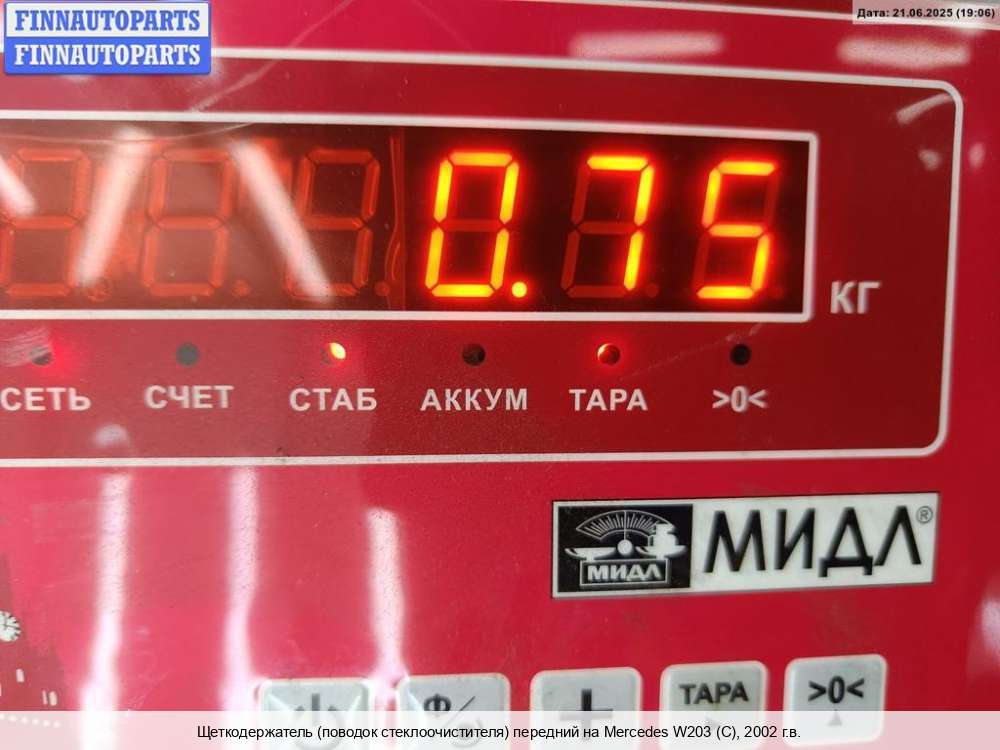 FINNAUTOPARTS
FINNAUTOPARTS
Дата: 21.06.2025 (19:06)
0.75
КГ
СЕТЬ СЧЕТ СТАБ АККУМ ТАРА >0<
МИДЛ МИДЛ®
ТАРА >0<
Щеткодержатель (поводок стеклоочистителя) передний на Mercedes W203 (C), 2002 г.в.